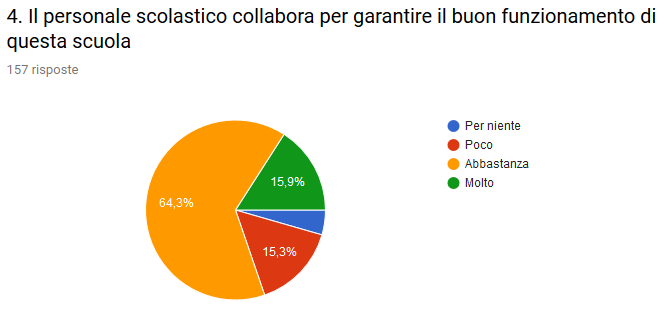 4. Il personale scolastico collabora per garantire il buon funzionamento di
questa scuola
157 risposte
Per niente
Poco
Abbastanza
Molto
64,3%
15,9%
15,3%